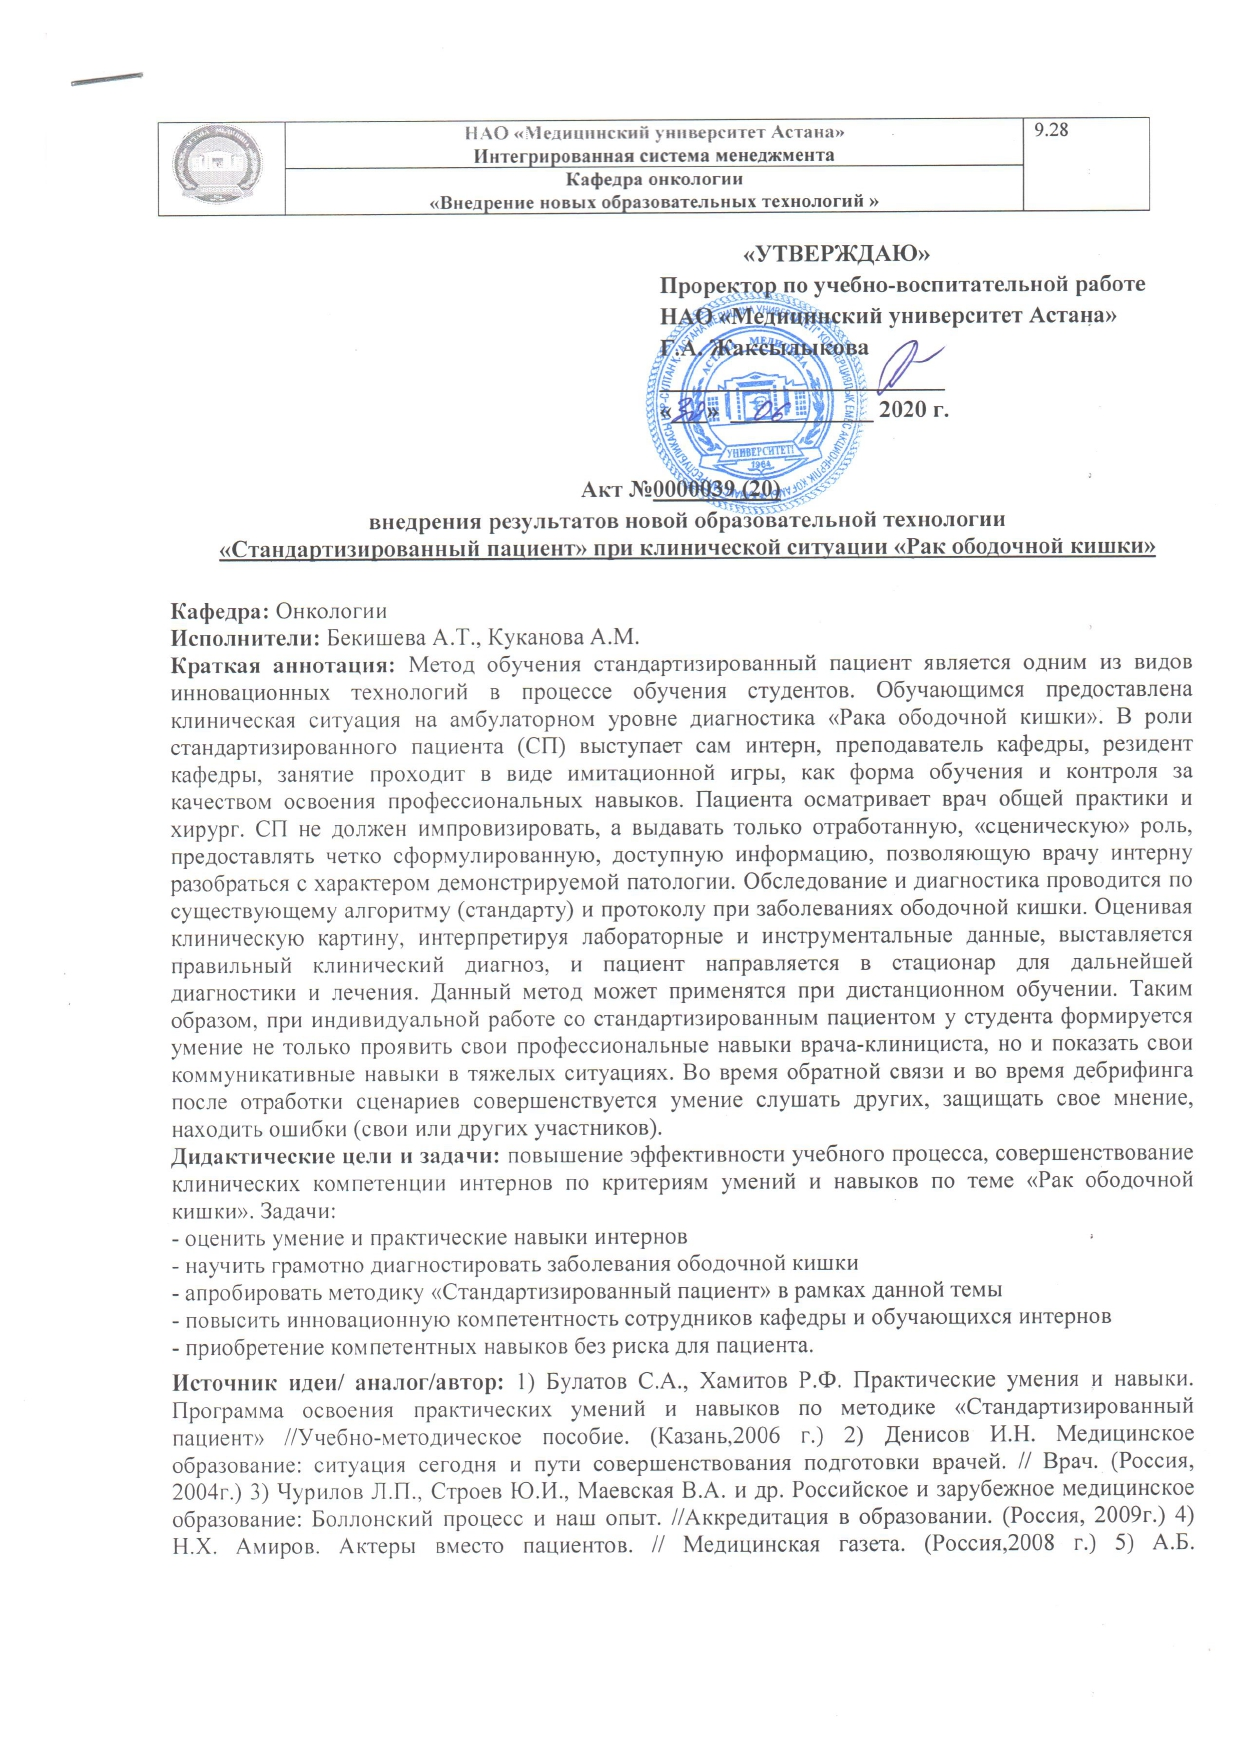 НАО «Медицинский университет Астана»
Интегрированная система менеджмента
9.28
Кафедра онкологии
«Внедрение новых образовательных технологий »
«УТВЕРЖДАЮ»
Проректор по учебно-воспитательной работе
НАО «Медицинский университет Астана»
Г.А. Жаксылыкова
«30» 06 2020 г.
АСТАНА МЕДИЦИНА
УНИВЕРСИТЕТІ
1964
Акт №0000039 (20)
внедрения результатов новой образовательной технологии
«Стандартизированный пациент» при клинической ситуации «Рак ободочной кишки»
Кафедра: Онкологии
Исполнители: Бекишева А.Т., Куканова А.М.
Краткая аннотация: Метод обучения стандартизированный пациент является одним из видов
инновационных технологий в процессе обучения студентов. Обучающимся предоставлена
клиническая ситуация на амбулаторном уровне диагностика «Рака ободочной кишки». В роли
стандартизированного пациента (СП) выступает сам интерн, преподаватель кафедры, резидент
кафедры, занятие проходит в виде имитационной игры, как форма обучения и контроля за
качеством освоения профессиональных навыков. Пациента осматривает врач общей практики и
хирург. СП не должен импровизировать, а выдавать только отработанную, «сценическую» роль,
предоставлять четко сформулированную, доступную информацию, позволяющую врачу интерну
разобраться с характером демонстрируемой патологии. Обследование и диагностика проводится по
существующему алгоритму (стандарту) и протоколу при заболеваниях ободочной кишки. Оценивая
клиническую картину, интерпретируя лабораторные и инструментальные данные, выставляется
правильный клинический диагноз, и пациент направляется в стационар для дальнейшей
диагностики и лечения. Данный метод может применятся при дистанционном обучении. Таким
образом, при индивидуальной работе со стандартизированным пациентом у студента формируется
умение не только проявить свои профессиональные навыки врача-клинициста, но и показать свои
коммуникативные навыки в тяжелых ситуациях. Во время обратной связи и во время дебрифинга
после отработки сценариев совершенствуется умение слушать других, защищать свое мнение,
находить ошибки (свои или других участников).
Дидактические цели и задачи: повышение эффективности учебного процесса, совершенствование
клинических компетенции интернов по критериям умений и навыков по теме «Рак ободочной
кишки». Задачи:
- оценить умение и практические навыки интернов
- научить грамотно диагностировать заболевания ободочной кишки
- апробировать методику «Стандартизированный пациент» в рамках данной темы
- повысить инновационную компетентность сотрудников кафедры и обучающихся интернов
- приобретение компетентных навыков без риска для пациента.
Источник идеи/ аналог/автор: 1) Булатов С.А., Хамитов Р.Ф. Практические умения и навыки.
Программа освоения практических умений и навыков по методике «Стандартизированный
пациент» //Учебно-методическое пособие. (Казань,2006 г.) 2) Денисов И.Н. Медицинское
образование: ситуация сегодня и пути совершенствования подготовки врачей. // Врач. (Россия,
2004г.) 3) Чурилов Л.П., Строев Ю.И., Маевская В.А. и др. Российское и зарубежное медицинское
образование: Боллонский процесс и наш опыт. //Аккредитация в образовании. (Россия, 2009г.) 4)
Н.Х. Амиров. Актеры вместо пациентов. // Медицинская газета. (Россия,2008 г.) 5) А.Б.